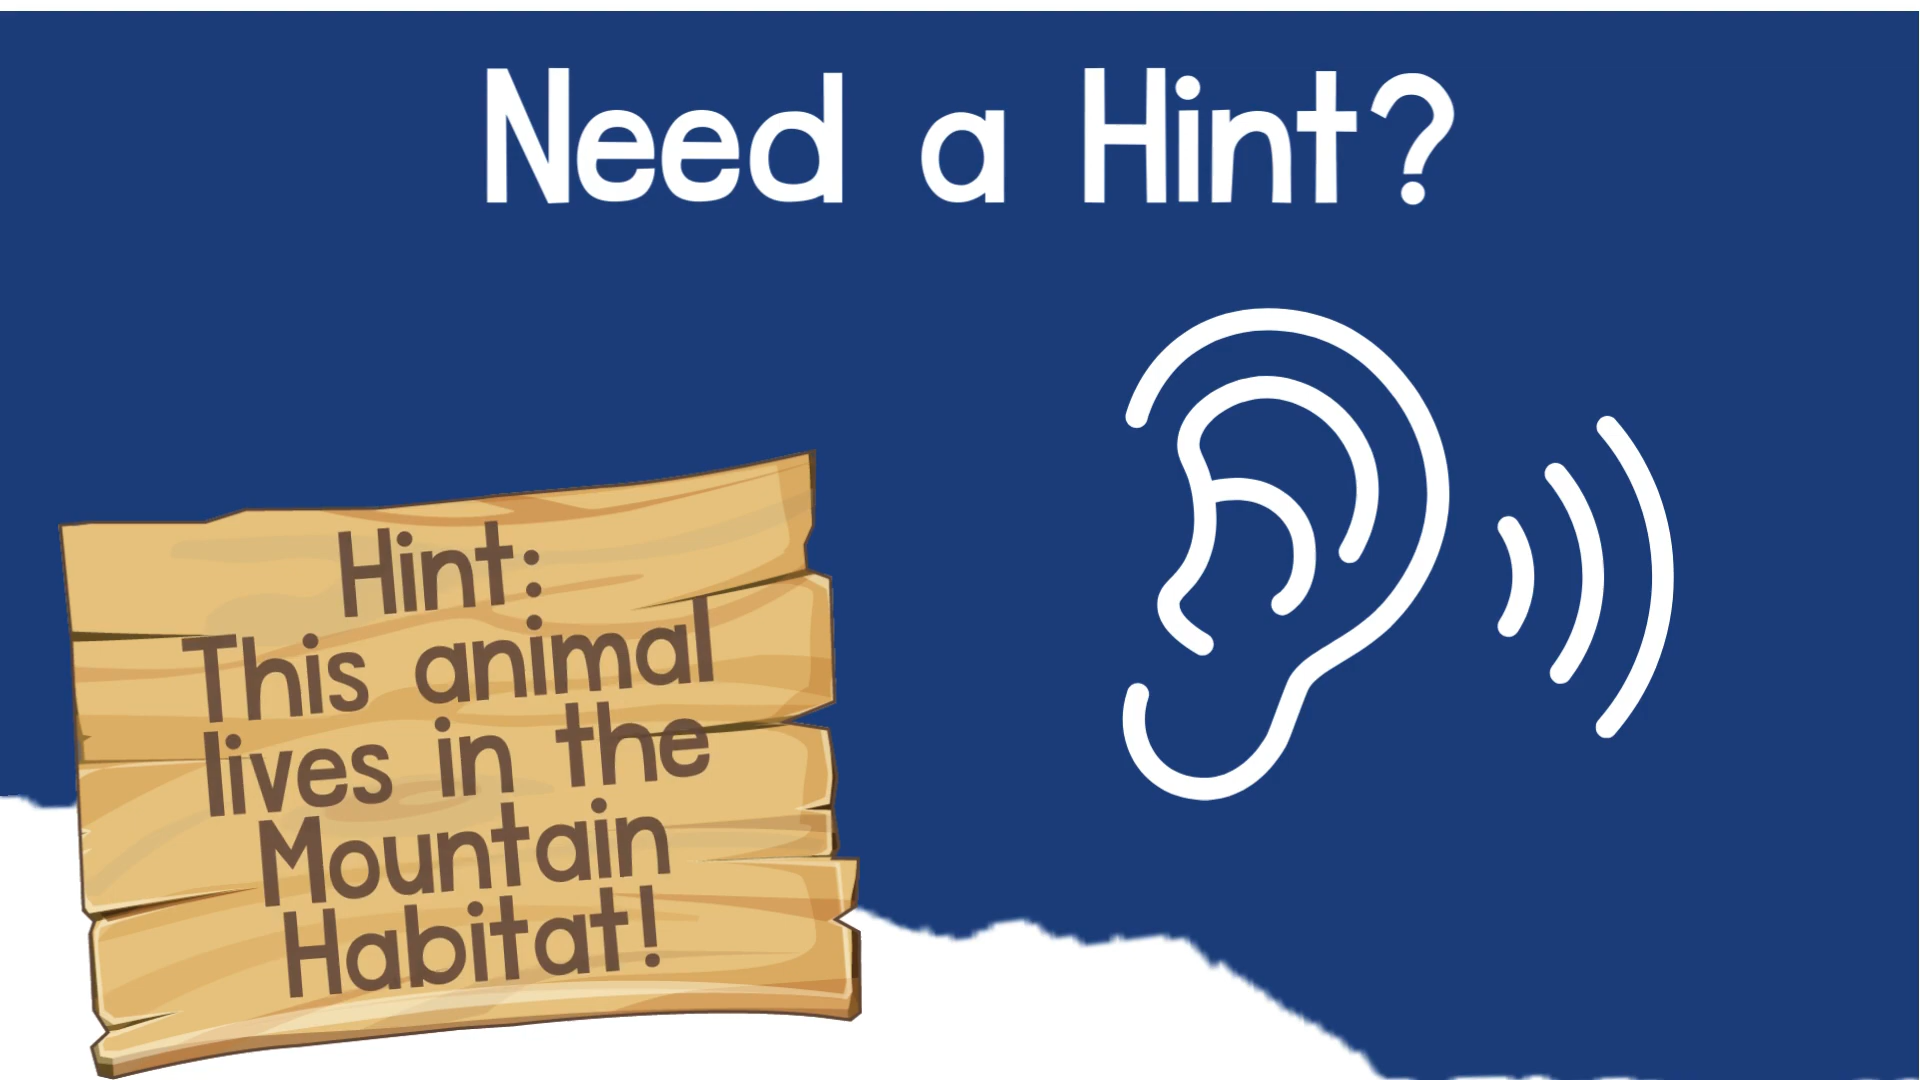 Need a Hint?
Hint:
This animal
lives in the
Mountain
Habitat!